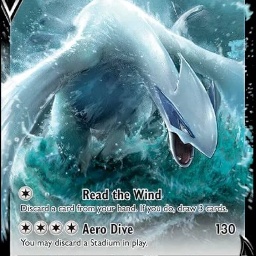 Read the Wind
Discard a card from your hand. If you do, draw 3 cards.
Aero Dive 130
You may discard a Stadium in play.